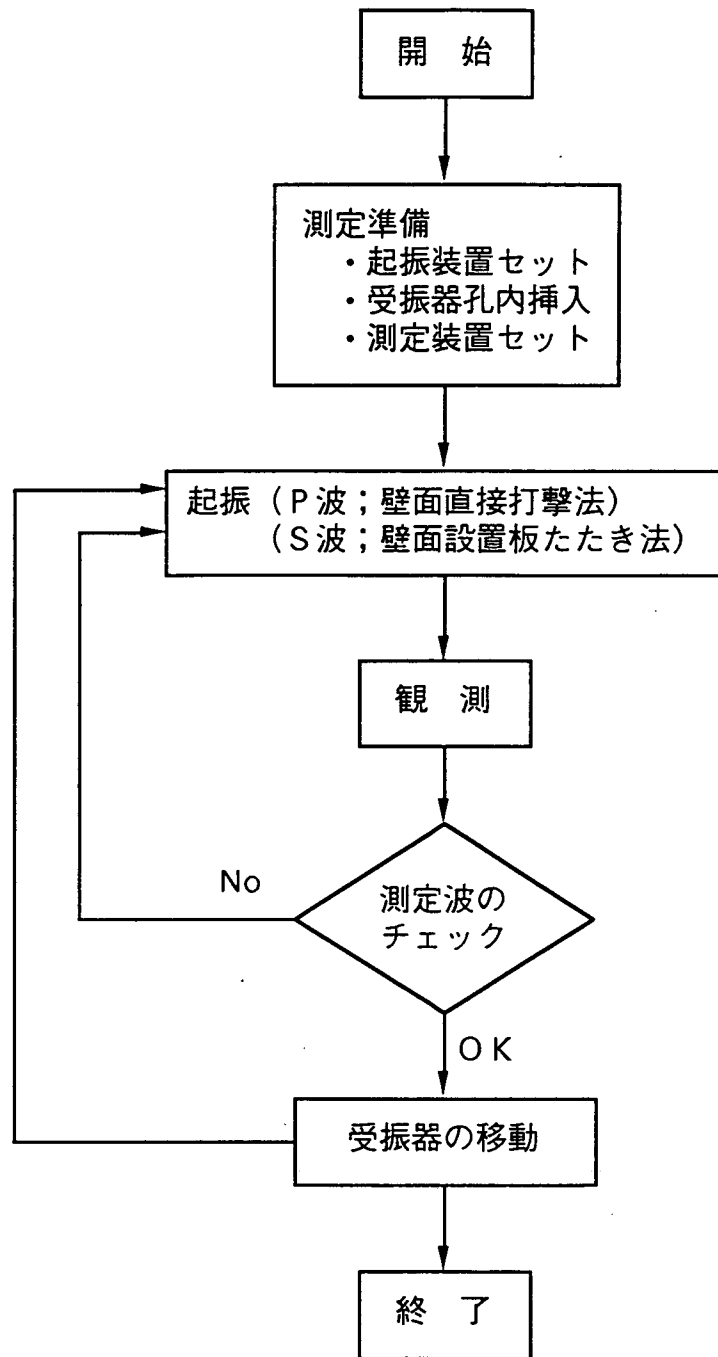 開 始
測定準備
・起振装置セット
・受振器孔内挿入
・測定装置セット
起振（P波；壁面直接打撃法）
（S波；壁面設置板たたき法）
観 測
測定波の
チェック
No
OK
受振器の移動
終 了